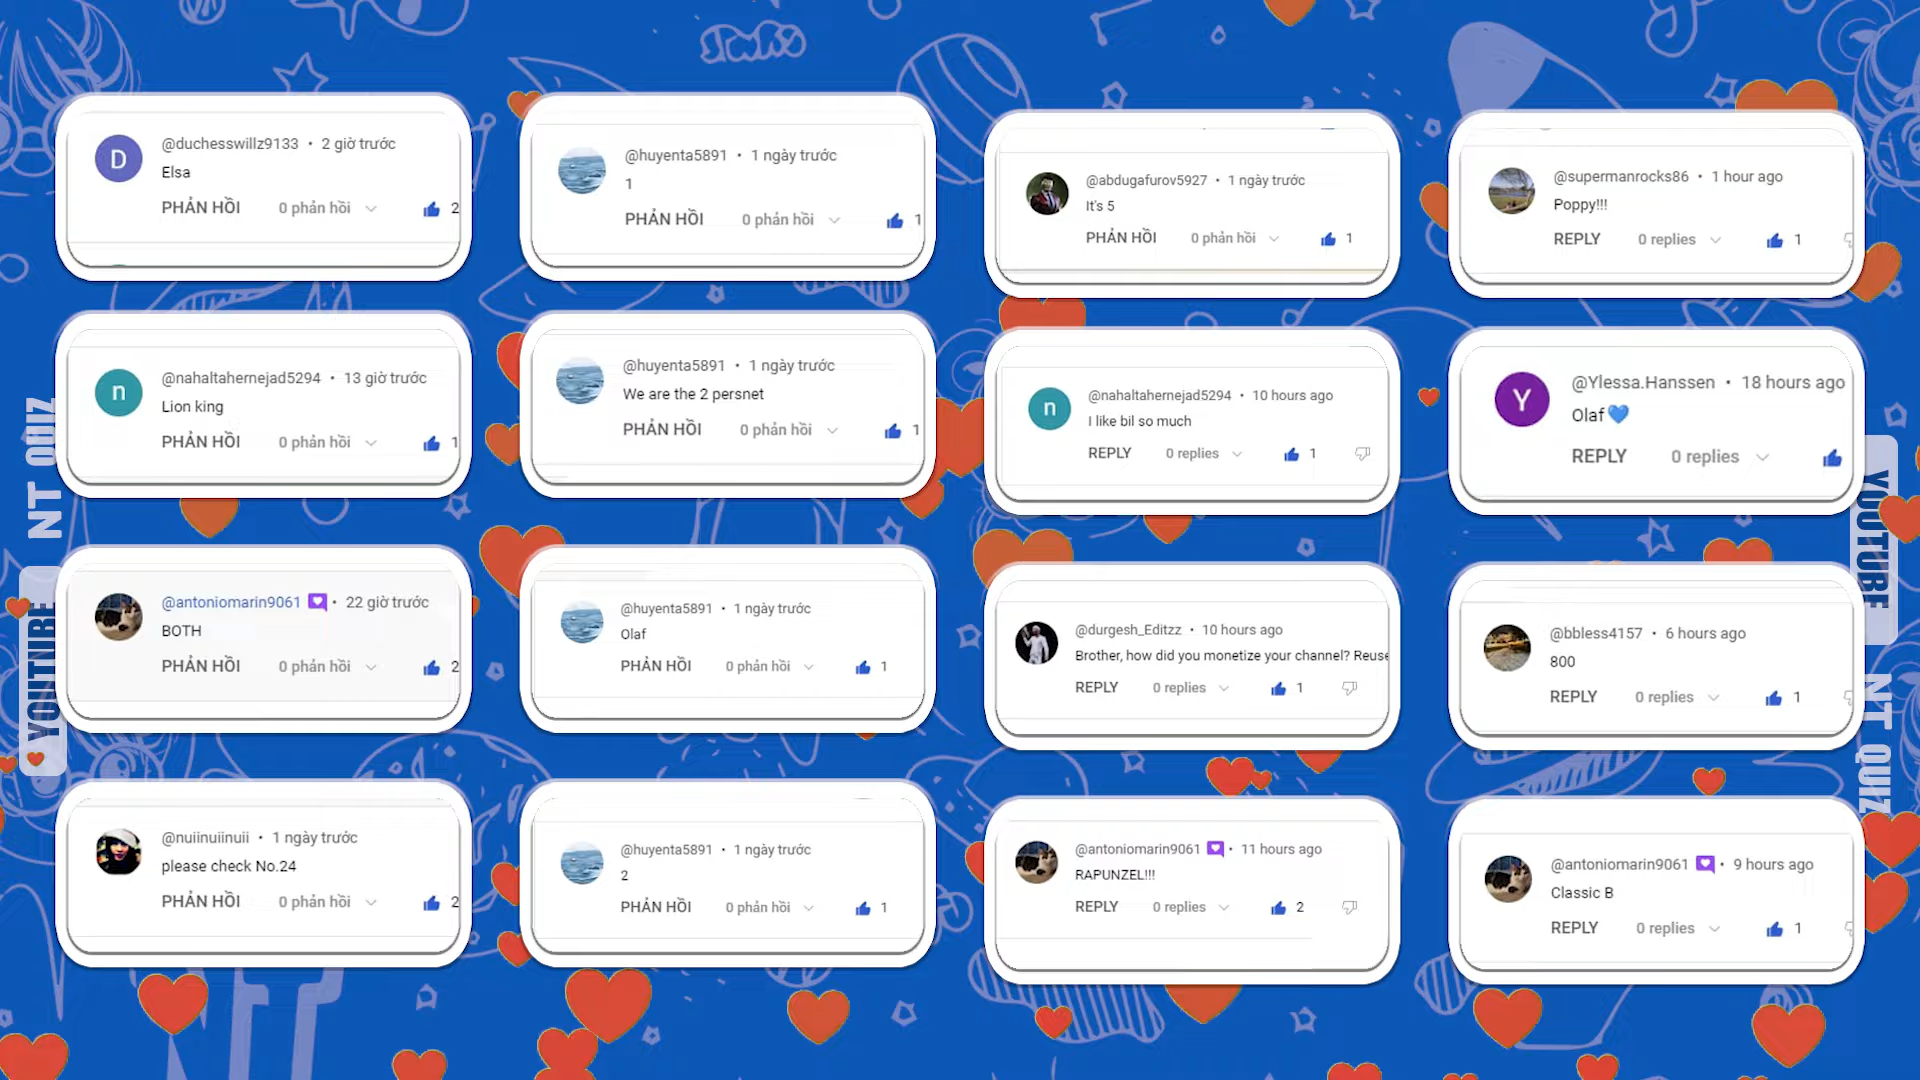 @duchesswillz9133 • 2 giờ trước
Elsa
PHẢN HỒI 0 phản hồi 2
@huyenta5891 • 1 ngày trước
1
PHẢN HỒI 0 phản hồi 1
@abdugafurov5927 • 1 ngày trước
It's 5
PHẢN HỒI 0 phản hồi 1
@supermanrocks86 • 1 hour ago
Poppy!!!
REPLY 0 replies 1
@nahaltahernejad5294 • 13 giờ trước
Lion king
PHẢN HỒI 0 phản hồi 1
@huyenta5891 • 1 ngày trước
We are the 2 persnet
PHẢN HỒI 0 phản hồi 1
@nahaltahernejad5294 • 10 hours ago
I like bil so much
REPLY 0 replies 1
@Ylessa.Hanssen • 18 hours ago
Olaf💙
REPLY 0 replies
@antoniomarin9061 • 22 giờ trước
BOTH
PHẢN HỒI 0 phản hồi 2
@huyenta5891 • 1 ngày trước
Olaf
PHẢN HỒI 0 phản hồi 1
@durgesh_Editzz • 10 hours ago
Brother, how did you monetize your channel? Reuse
REPLY 0 replies 1
@bbless4157 • 6 hours ago
800
REPLY 0 replies 1
@nuiinuiinuii • 1 ngày trước
please check No.24
PHẢN HỒI 0 phản hồi 2
@huyenta5891 • 1 ngày trước
2
PHẢN HỒI 0 phản hồi 1
@antoniomarin9061 • 11 hours ago
RAPUNZEL!!!
REPLY 0 replies 2
@antoniomarin9061 • 9 hours ago
Classic B
REPLY 0 replies 1
YOUTUBE NT QUIZ
YOUTUBE NT QUIZ
D
n
n
Y